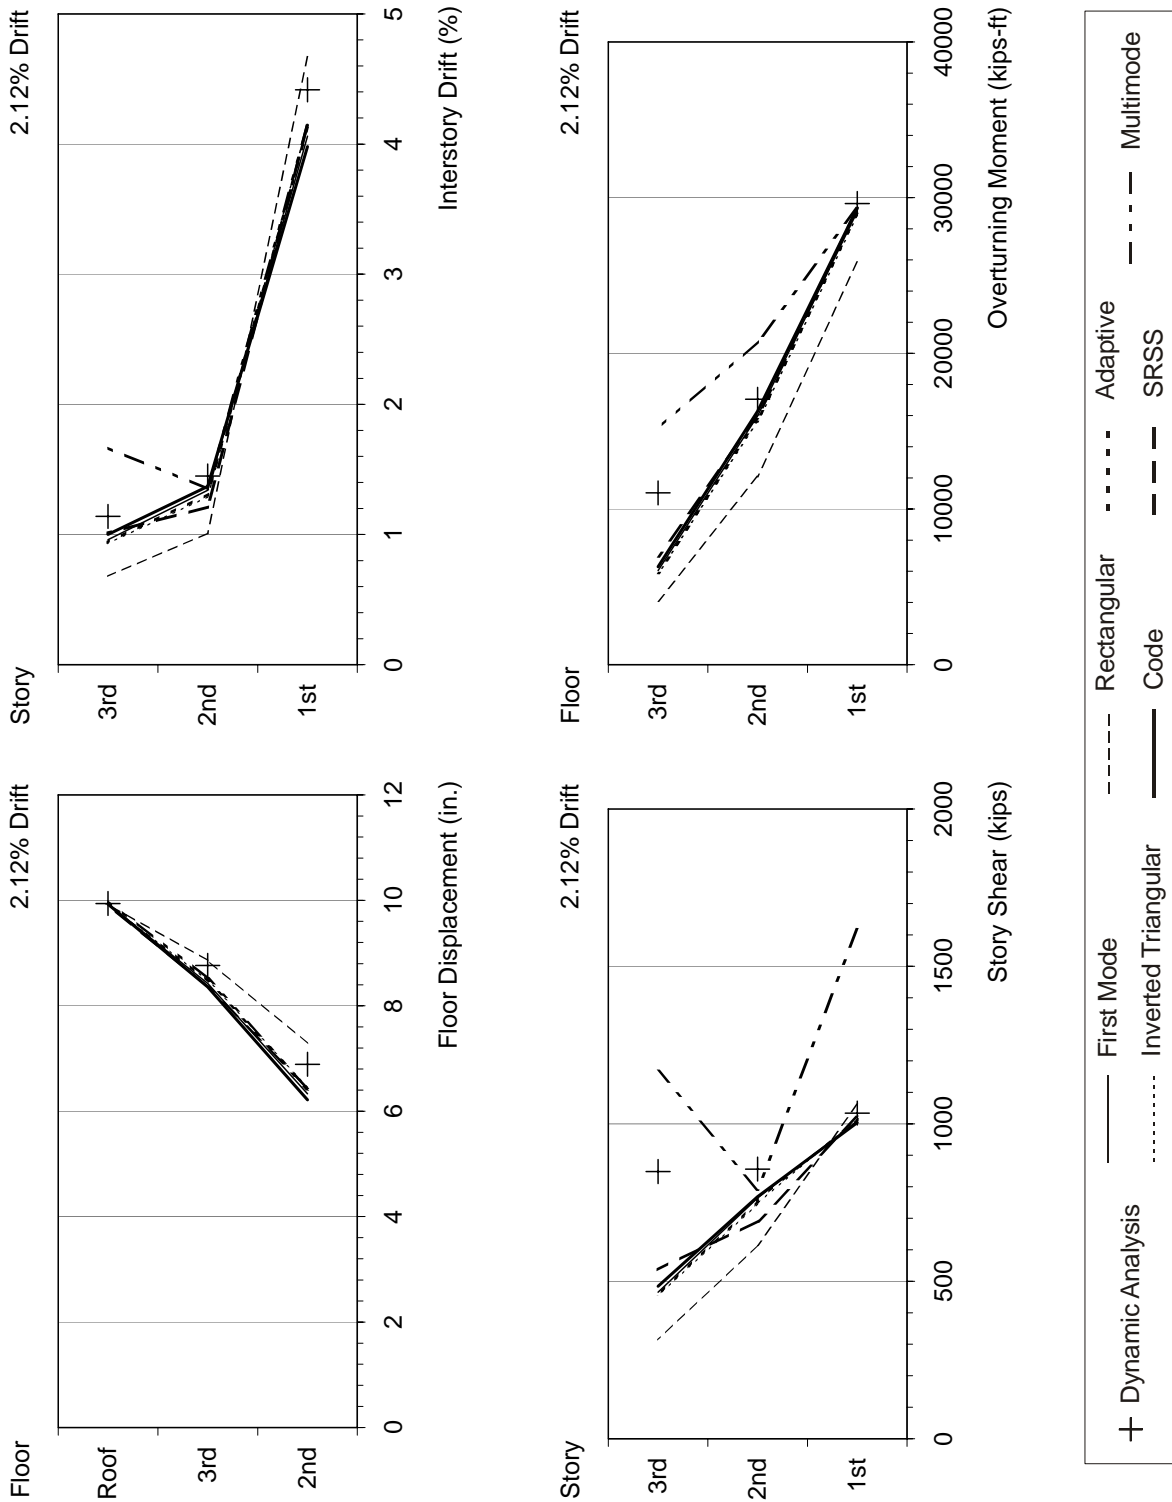 Floor
2.12% Drift
Roof
3rd
2nd
0
2
4
6
8
10
12
Floor Displacement (in.)
Story
2.12% Drift
3rd
2nd
1st
0
1
2
3
4
5
Interstory Drift (%)
Story
2.12% Drift
3rd
2nd
1st
0
500
1000
1500
2000
Story Shear (kips)
Floor
2.12% Drift
3rd
2nd
1st
0
10000
20000
30000
40000
Overturning Moment (kips-ft)
Dynamic Analysis
First Mode
Inverted Triangular
Rectangular
Code
Adaptive
SRSS
Multimode